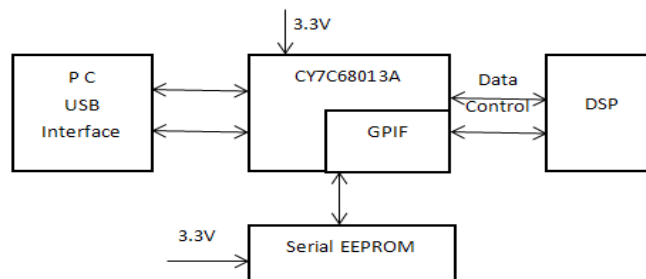 3.3V
P C
USB
Interface
CY7C68013A
GPIF
Data
Control
DSP
3.3V
Serial EEPROM